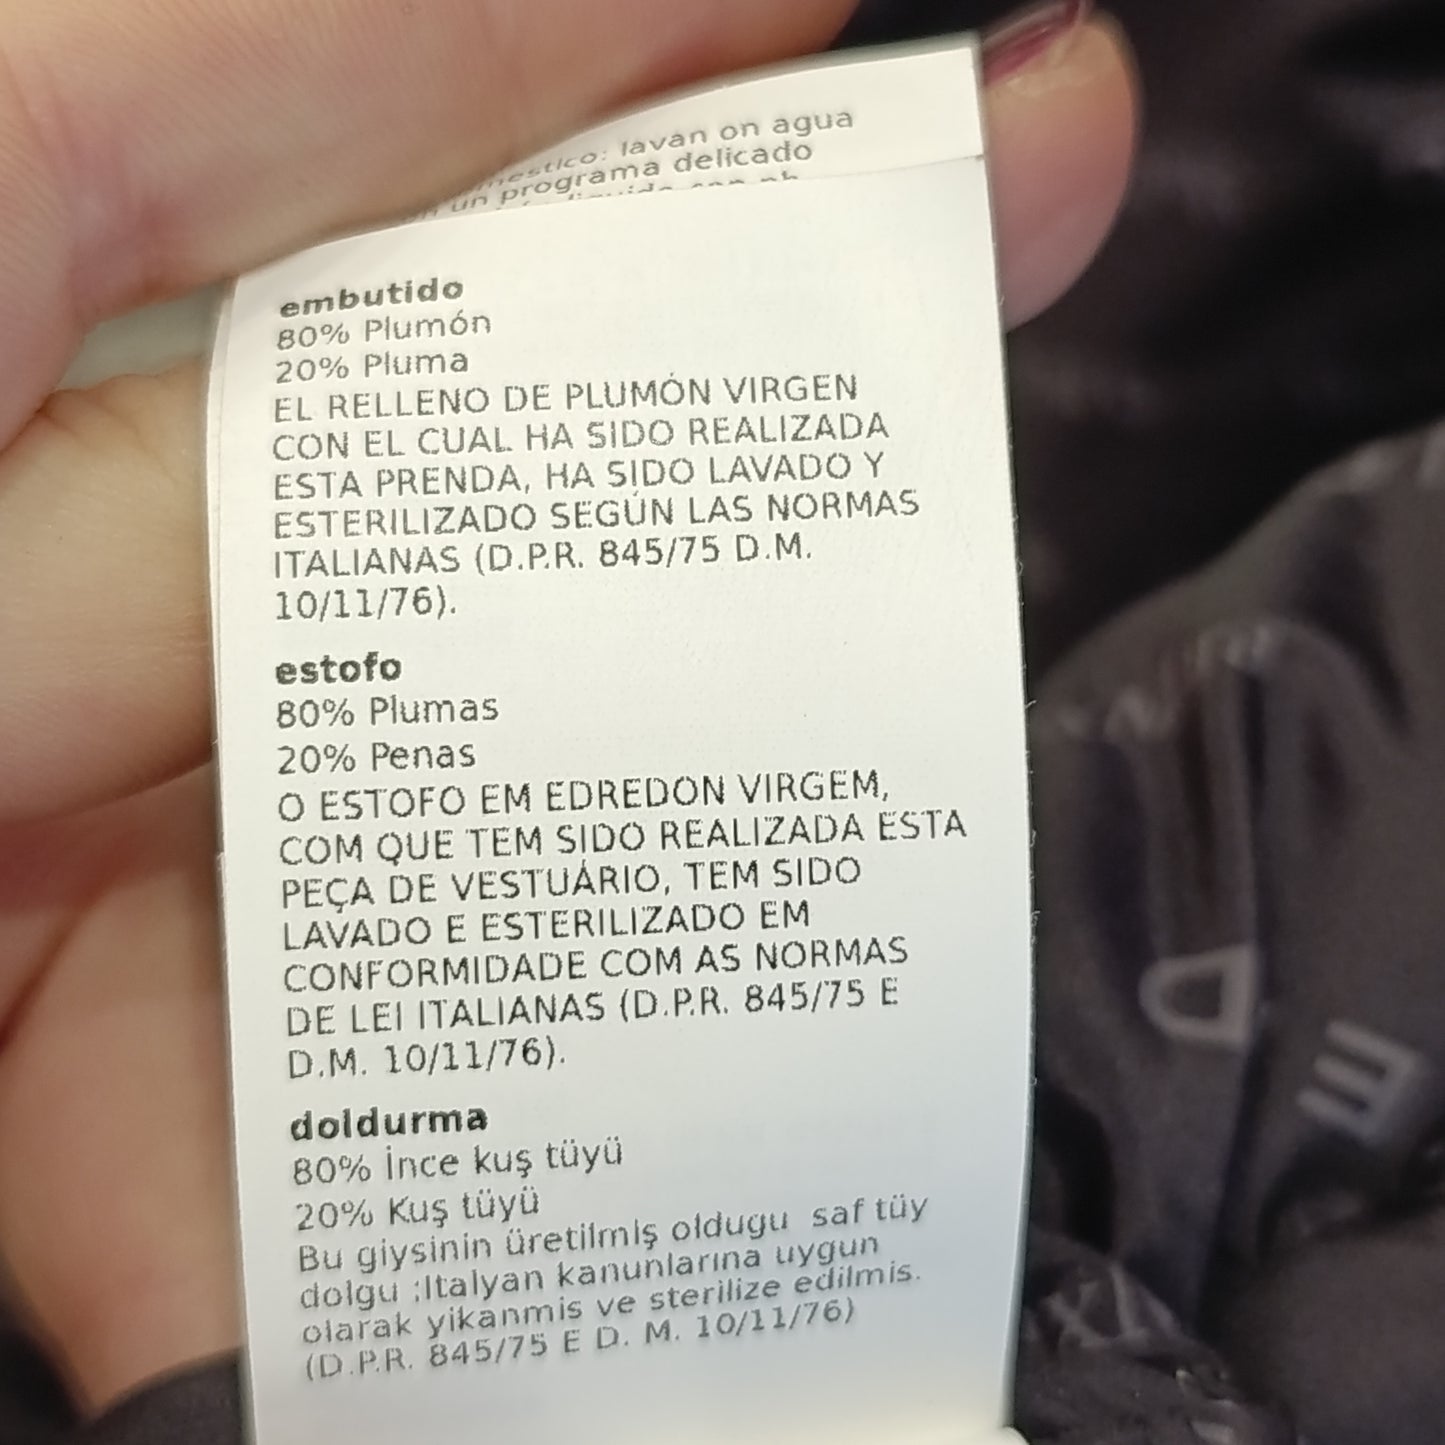 lavan on agua
un programa delicado
embutido
80% Plumón
20% Pluma
EL RELLENO DE PLUMÓN VIRGEN
CON EL CUAL HA SIDO REALIZADA
ESTA PRENDA, HA SIDO LAVADO Y
ESTERILIZADO SEGÚN LAS NORMAS
ITALIANAS (D.P.R. 845/75 D.M.
10/11/76).
estofo
80% Plumas
20% Penas
O ESTOFO EM EDREDON VIRGEM,
COM QUE TEM SIDO REALIZADA ESTA
PEÇA DE VESTUÁRIO, TEM SIDO
LAVADO E ESTERILIZADO EM
CONFORMIDADE COM AS NORMAS
DE LEI ITALIANAS (D.P.R. 845/75 E
D.M. 10/11/76).
doldurma
80% İnce kuş tüyü
20% Kuş tüyü
Bu giysinin üretilmiş oldugu saf tüy
dolgu ;Italyan kanunlarına uygun
olarak yikanmis ve sterilize edilmis.
(D.P.R. 845/75 E D. M. 10/11/76)